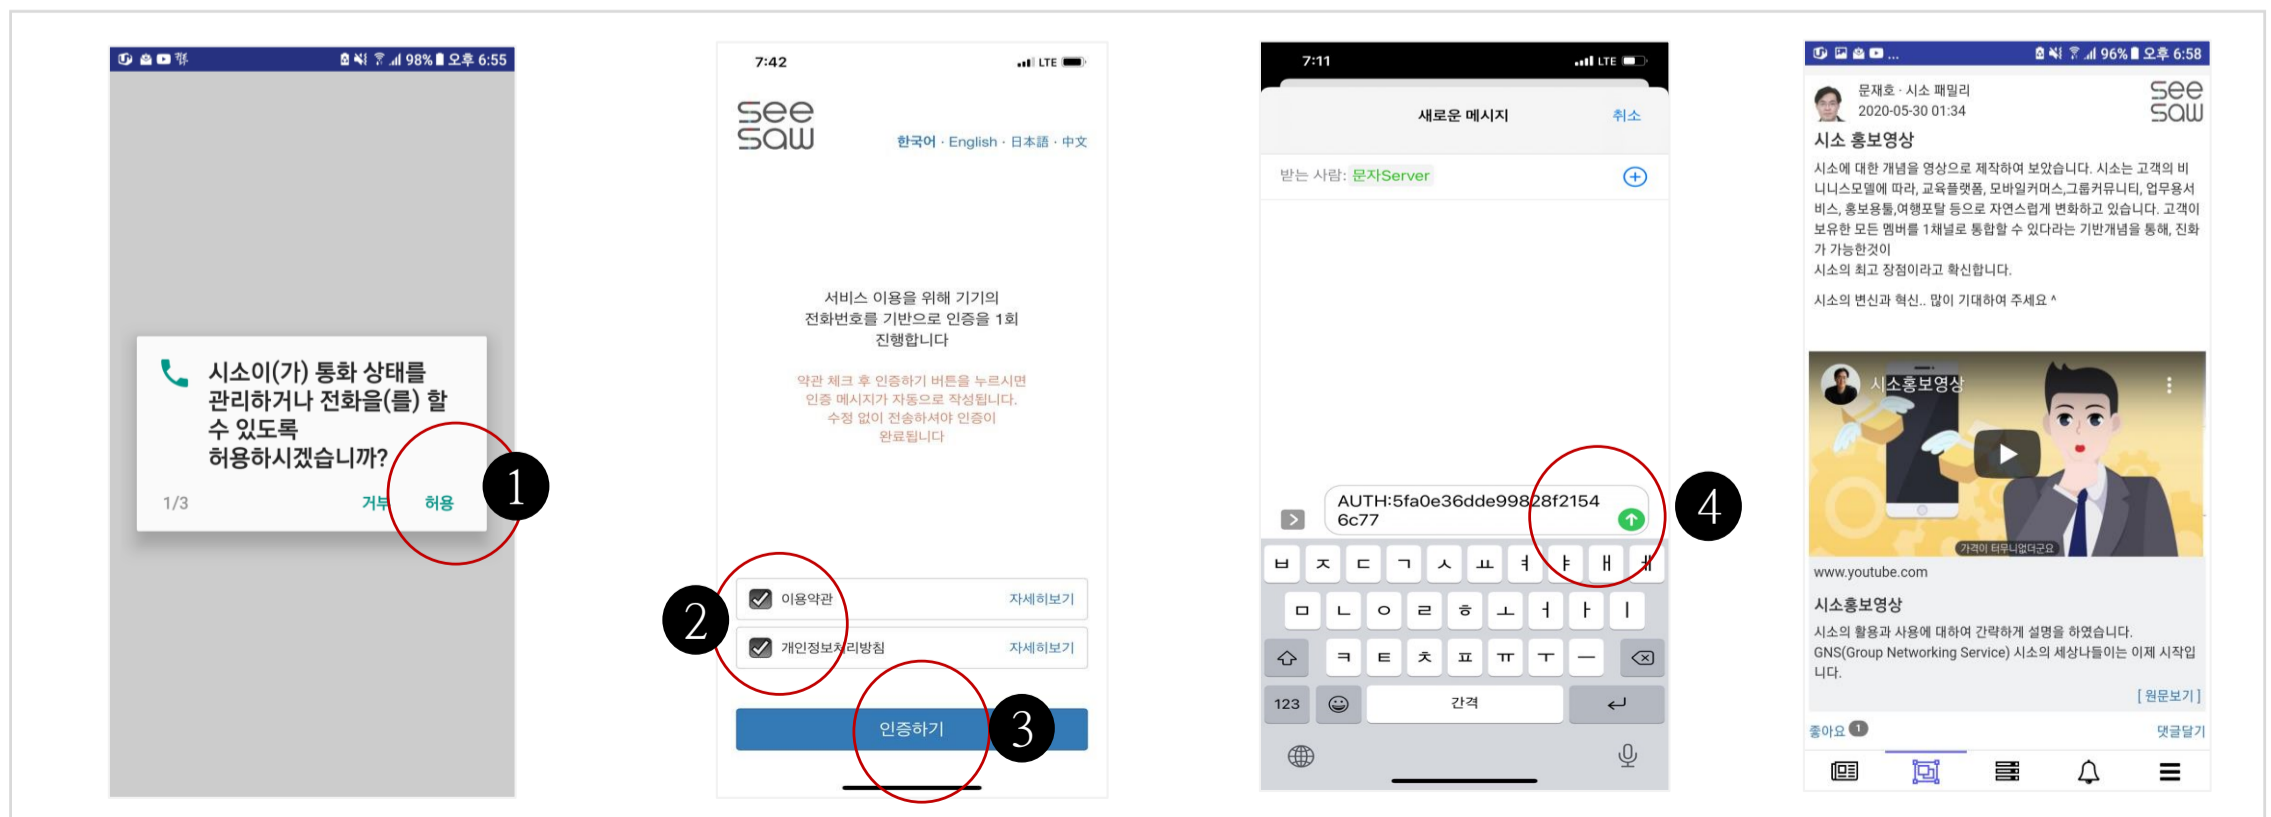 98% 오후 6:55
시소이(가) 통화 상태를
관리하거나 전화을(를) 할
수 있도록
허용하시겠습니까?
1/3
거부
허용
1
7:42
LTE
see
saw
한국어 · English · 日本語 · 中文
서비스 이용을 위해 기기의
전화번호를 기반으로 인증을 1회
진행합니다
약관 체크 후 인증하기 버튼을 누르시면
인증 메시지가 자동으로 작성됩니다.
수정 없이 전송하셔야 인증이
완료됩니다
2
이용약관
자세히보기
개인정보처리방침
자세히보기
인증하기
3
7:11
LTE
새로운 메시지
취소
받는 사람: 문자Server
AUTH:5fa0e36dde99828f2154
6c77
4
ㅂ ㅈ ㄷ ㄱ ㅅ ㅛ ㅕ ㅑ ㅐ ㅔ
ㅁ ㄴ ㅇ ㄹ ㅎ ㅗ ㅓ ㅏ ㅣ
ㅋ ㅌ ㅊ ㅍ ㅠ ㅜ ㅡ
123
간격
... 96% 오후 6:58
문재호 · 시소 패밀리
2020-05-30 01:34
see
saw
시소 홍보영상
시소에 대한 개념을 영상으로 제작하여 보았습니다. 시소는 고객의 비
니니스모델에 따라, 교육플랫폼, 모바일커머스,그룹커뮤니티, 업무용서
비스, 홍보용툴,여행포탈 등으로 자연스럽게 변화하고 있습니다. 고객이
보유한 모든 멤버를 1채널로 통합할 수 있다라는 기반개념을 통해, 진화
가 가능한것이
시소의 최고 장점이라고 확신합니다.
시소의 변신과 혁신.. 많이 기대하여 주세요 ^
시소홍보영상
가격이 터무니없더군요
www.youtube.com
시소홍보영상
시소의 활용과 사용에 대하여 간략하게 설명을 하였습니다.
GNS(Group Networking Service) 시소의 세상나들이는 이제 시작입
니다.
[ 원문보기 ]
좋아요 1
댓글달기